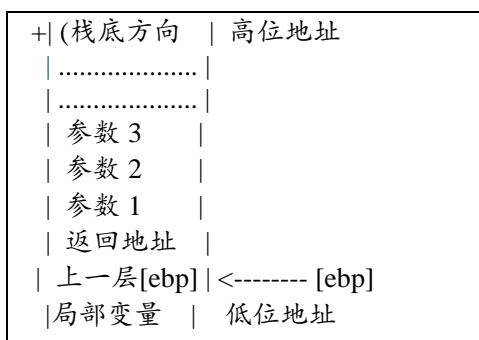 +| (栈底方向 | 高位地址
| .................... |
| .................... |
| 参数 3 |
| 参数 2 |
| 参数 1 |
| 返回地址 |
| 上一层[ebp] | <-------- [ebp]
|局部变量 | 低位地址